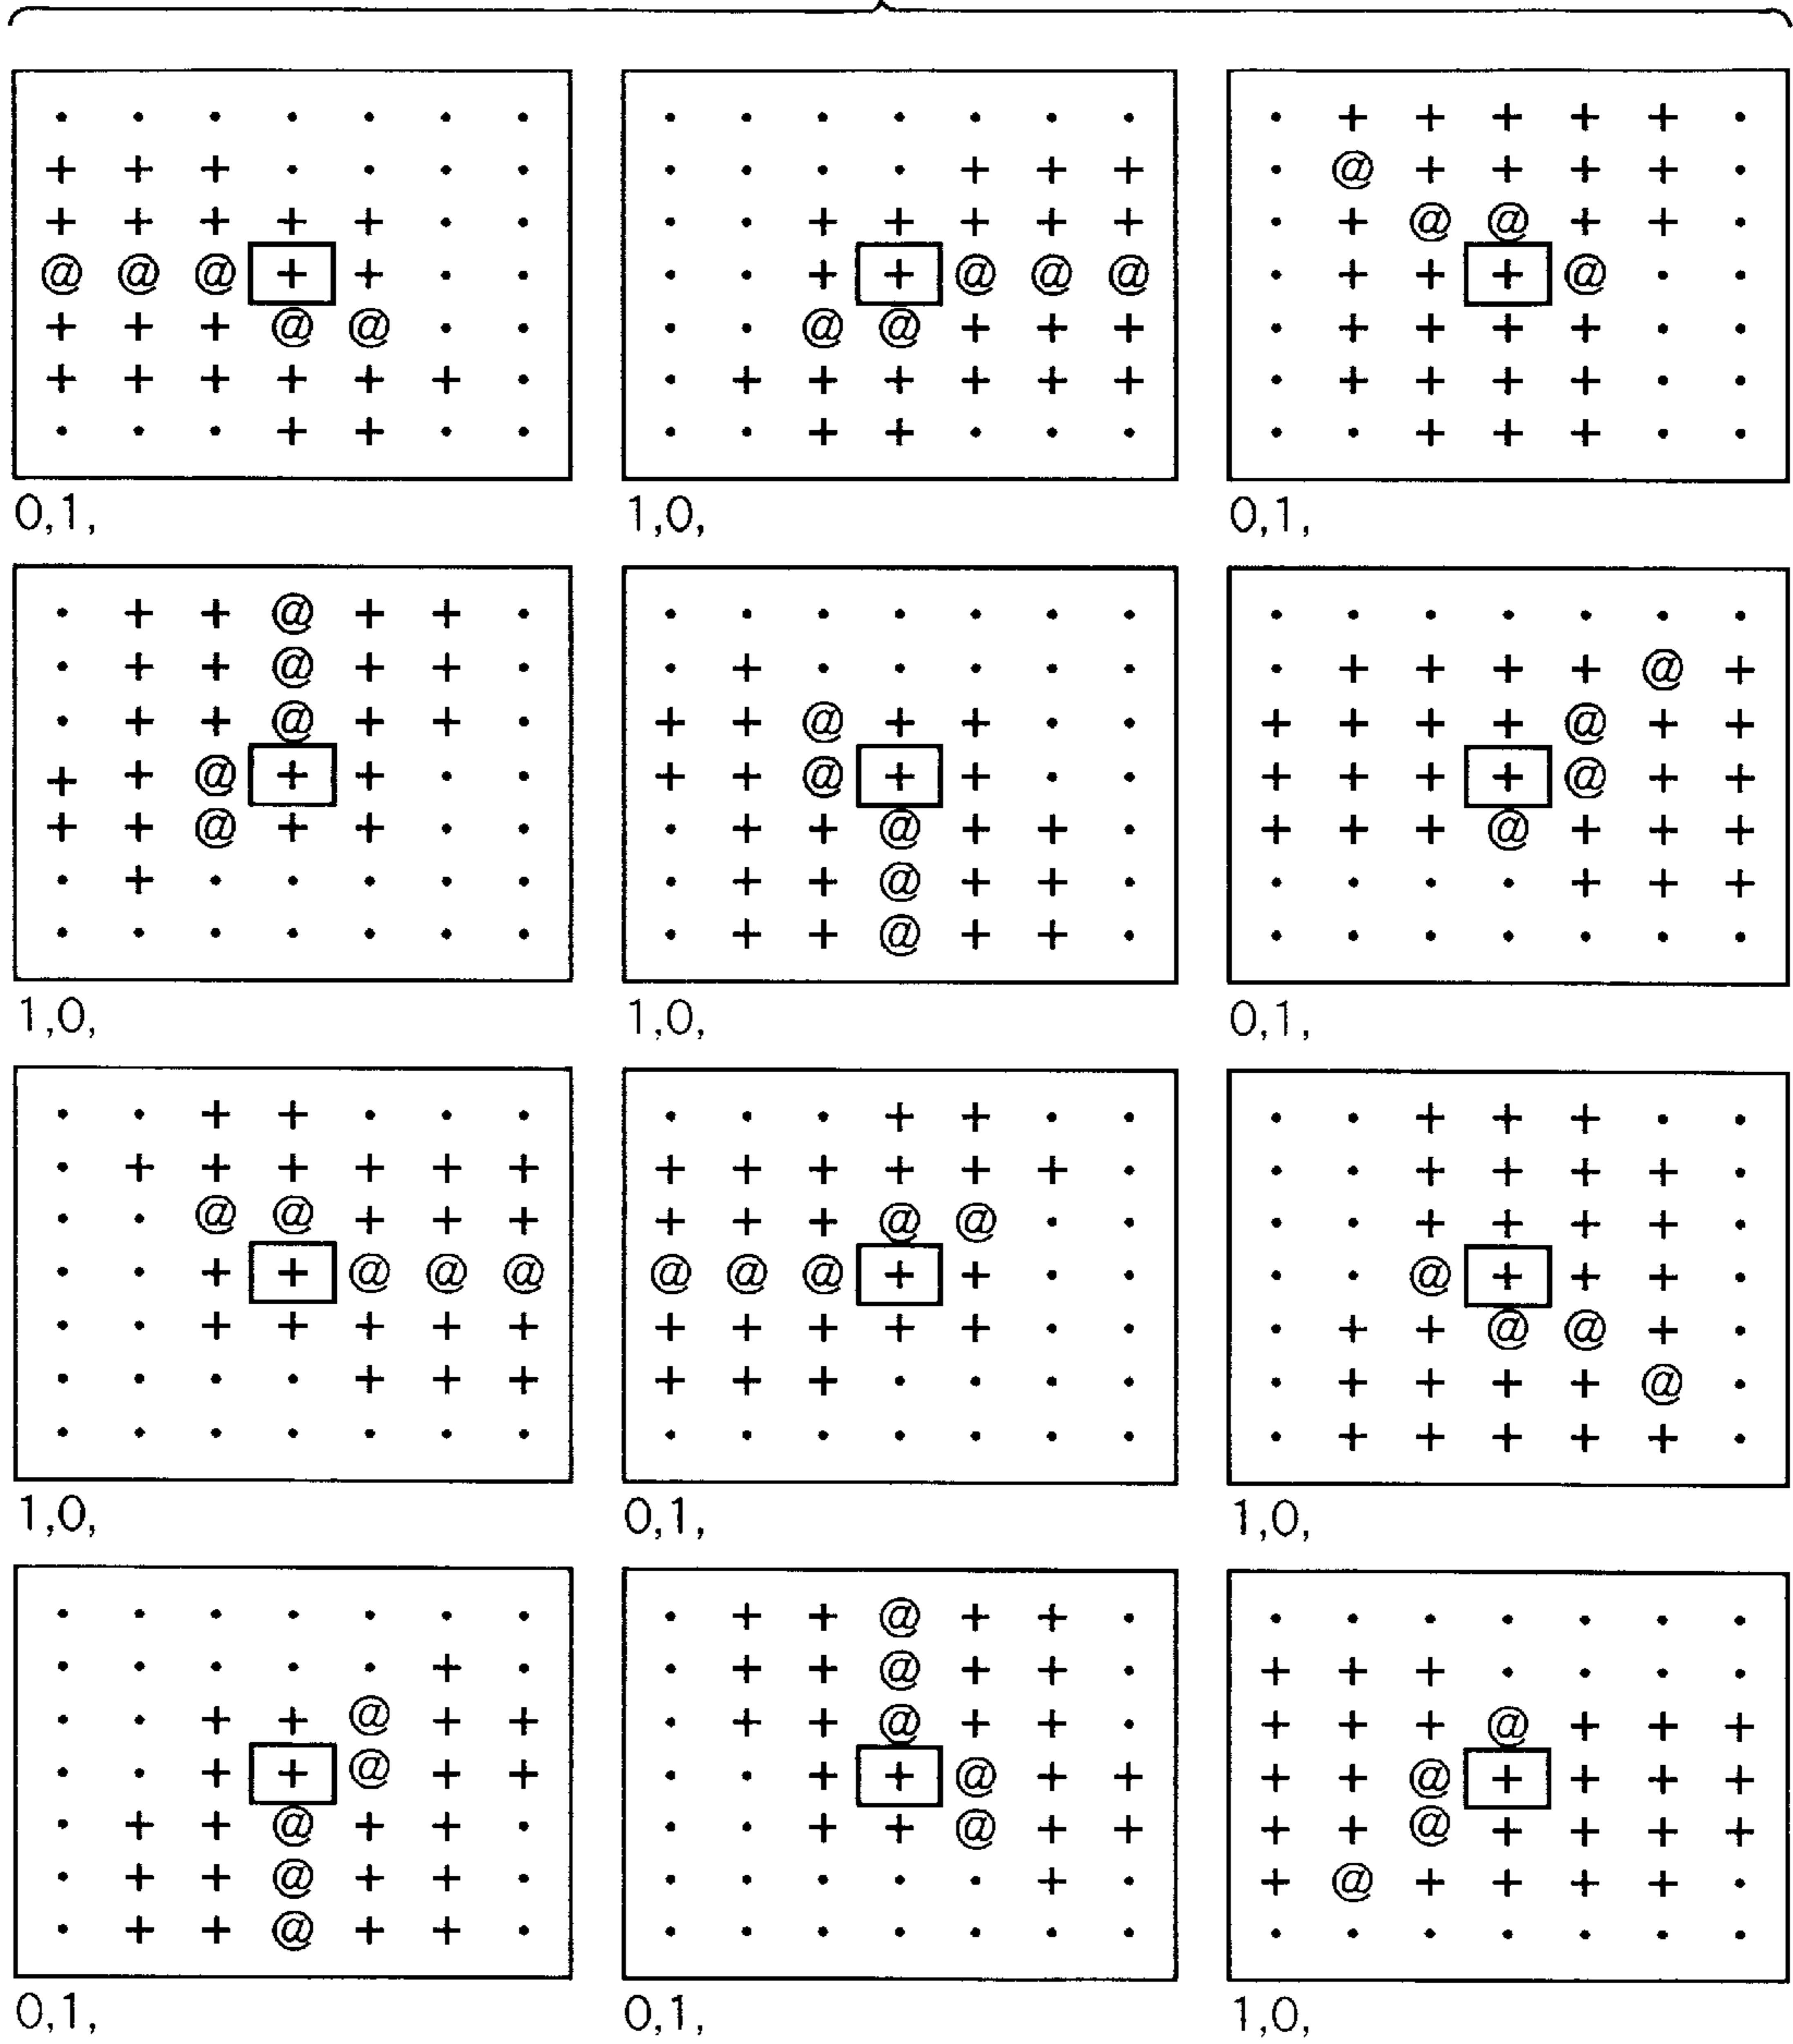 . . . . . . .
+ + + . . . .
+ + + + + . .
@ @ @ + + . .
+ + + @ @ . .
+ + + + + + .
. . . + + . .
0,1,
. . . . . . .
. . . . + + +
. . + + + + +
. . + + @ @ @
. . @ @ + + +
. + + + + + +
. . + + . . .
1,0,
. + + + + + .
. @ + + + + .
. + @ @ + + .
. + + + @ . .
. + + + + . .
. + + + + . .
. . + + + . .
0,1,
. + + @ + + .
. + + @ + + .
. + + @ + + .
+ + @ + + . .
+ + @ + + . .
. + . . . . .
. . . . . . .
1,0,
. . . . . . .
. + . . . . .
+ + @ + + . .
+ + @ + + . .
. + + @ + + .
. + + @ + + .
. + + @ + + .
1,0,
. . . . . . .
. + + + + @ +
+ + + + @ + +
+ + + + @ + +
+ + + @ + + +
. . . . + + +
. . . . . . .
0,1,
. . + + . . .
. + + + + + +
. . @ @ + + +
. . + + @ @ @
. . + + + + +
. . . . + + +
. . . . . . .
1,0,
. . . + + . .
+ + + + + + .
+ + + @ @ . .
@ @ @ + + . .
+ + + + + . .
+ + + . . . .
. . . . . . .
0,1,
. . + + + . .
. . + + + + .
. . + + + + .
. . @ + + + .
. + + @ @ + .
. + + + + @ .
. + + + + + .
1,0,
. . . . . . .
. . . . . + .
. . + + @ + +
. . + + @ + +
. + + @ + + .
. + + @ + + .
. + + @ + + .
0,1,
. + + @ + + .
. + + @ + + .
. + + @ + + .
. . + + @ + +
. . + + @ + +
. . . . . + .
. . . . . . .
0,1,
. . . . . . .
+ + + . . . .
+ + + @ + + +
+ + @ + + + +
+ + @ + + + +
+ @ + + + + .
. . . . . . .
1,0,